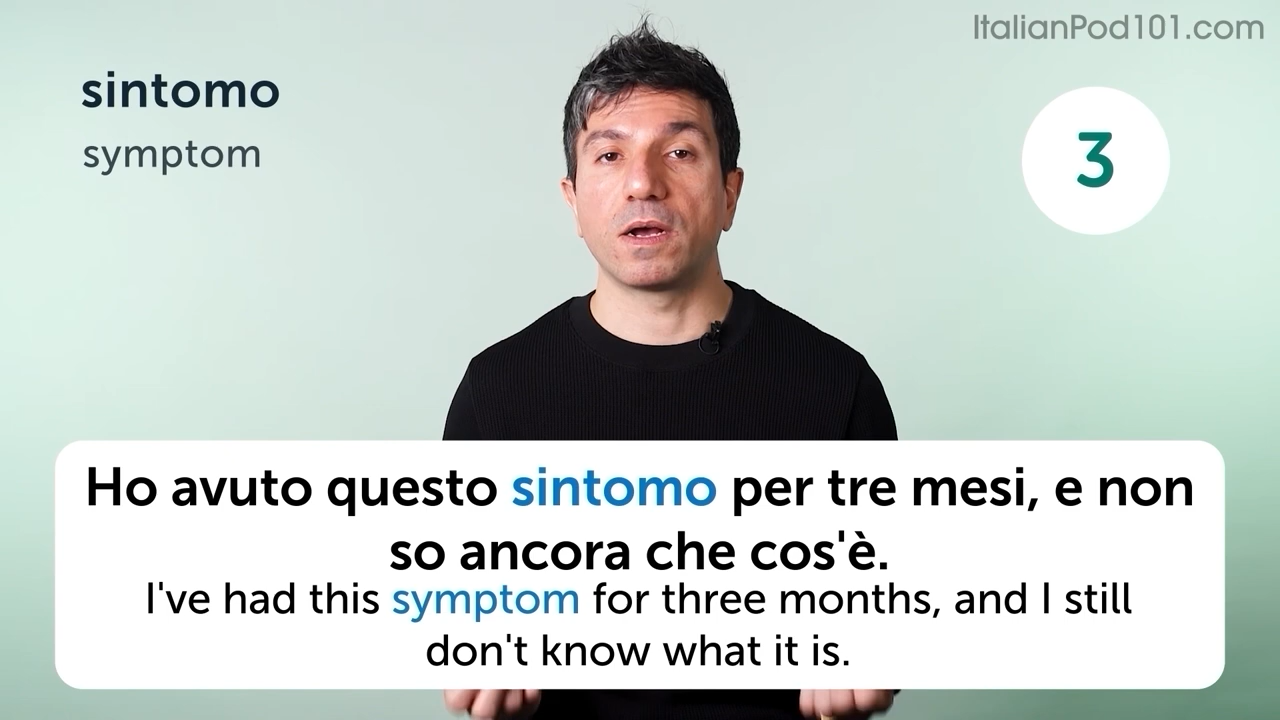 ItalianPod101.com
sintomo
symptom
3
Ho avuto questo sintomo per tre mesi, e non
so ancora che cos'è.
I've had this symptom for three months, and I still
don't know what it is.